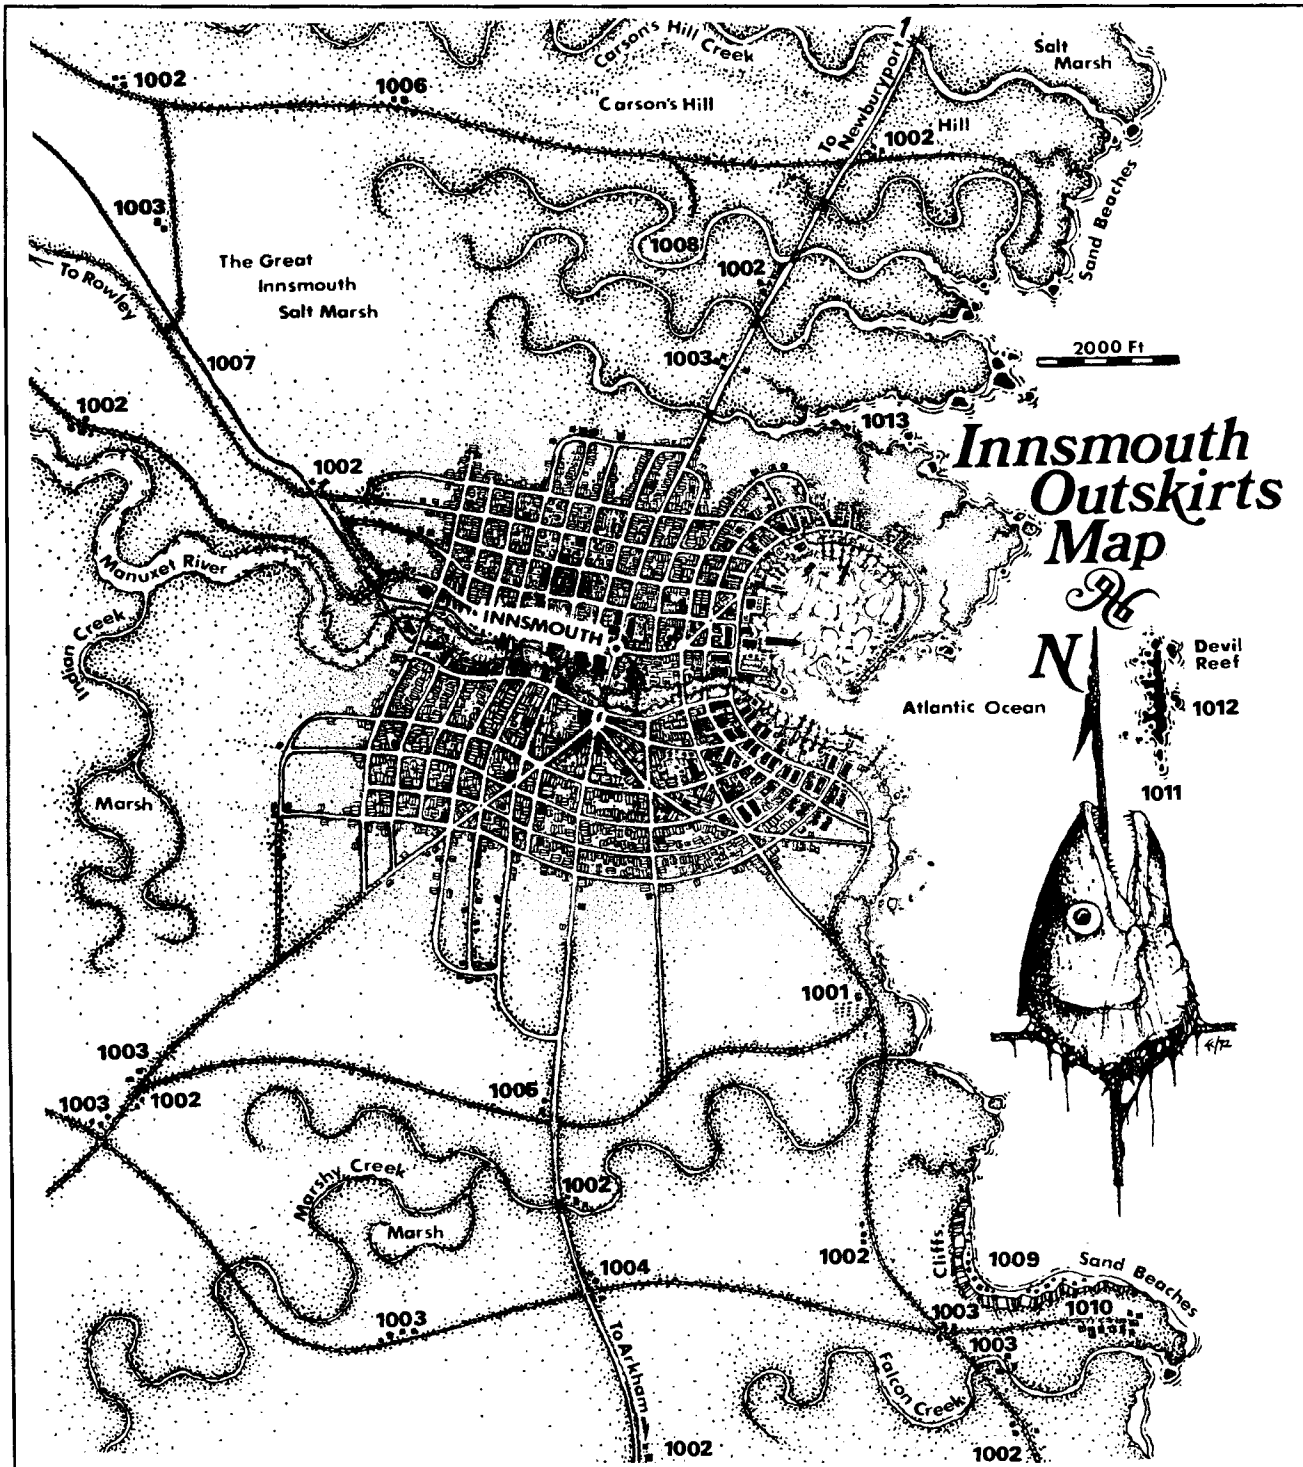 Carson's Hill Creek
To Newburyport 1
Salt
Marsh
1002
1006
Carson's Hill
1002
Hill
Sand Beaches
1003
1008
To Rowley
The Great
Innsmouth
Salt Marsh
1002
2000 Ft
1007
1003
1002
1013
Innsmouth
Outskirts
Map
1002
Manuxet River
Indian Creek
INNSMOUTH
N
Devil
Reef
Atlantic Ocean
1012
1011
Marsh
1001
1003
1002
1003
1005
Marshy Creek
1002
Marsh
1002
Cliffs
1009
Sand Beaches
1004
1003
1003
1010
1003
To Arkham
Falcon Creek
1002
1002